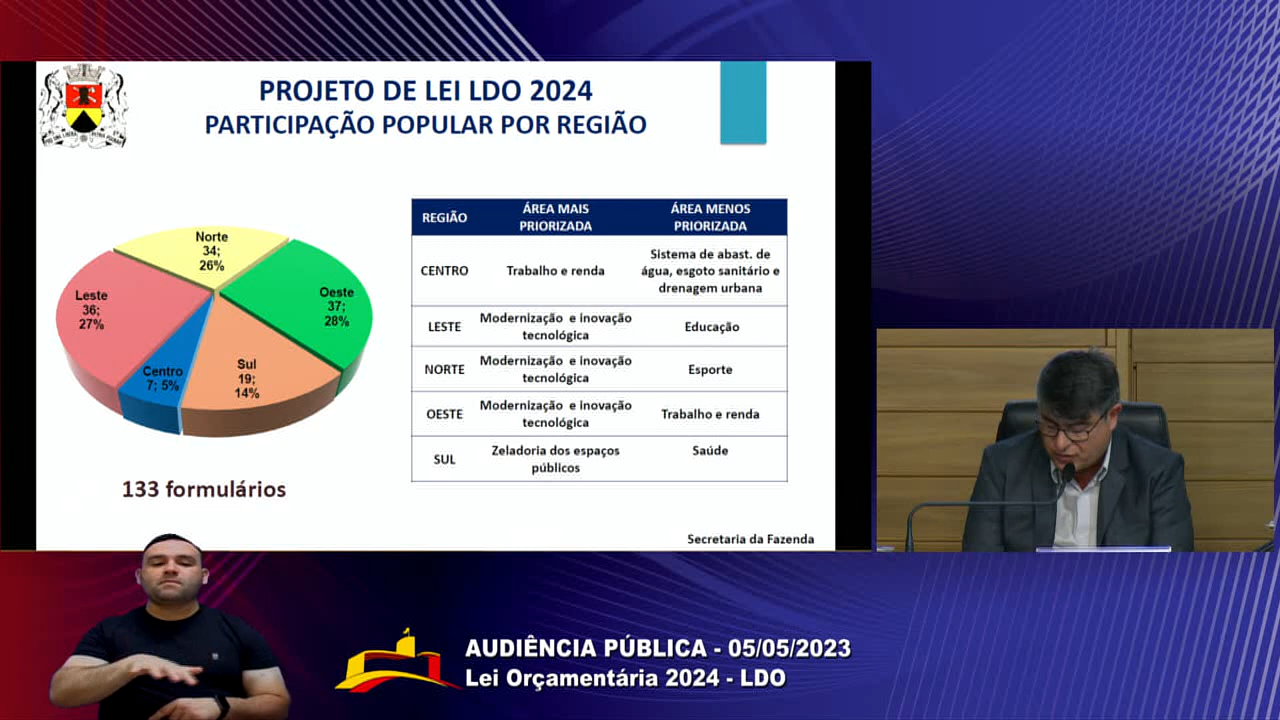 PROJETO DE LEI LDO 2024
PARTICIPAÇÃO POPULAR POR REGIÃO
Norte
34;
26%
Oeste
37;
28%
Leste
36;
27%
Centro
7; 5%
Sul
19;
14%
133 formulários
REGIÃO
ÁREA MAIS
PRIORIZADA
ÁREA MENOS
PRIORIZADA
CENTRO
Trabalho e renda
Sistema de abast. de
água, esgoto sanitário e
drenagem urbana
LESTE
Modernização e inovação
tecnológica
Educação
NORTE
Modernização e inovação
tecnológica
Esporte
OESTE
Modernização e inovação
tecnológica
Trabalho e renda
SUL
Zeladoria dos espaços
públicos
Saúde
Secretaria da Fazenda
AUDIÊNCIA PÚBLICA - 05/05/2023
Lei Orçamentária 2024 - LDO